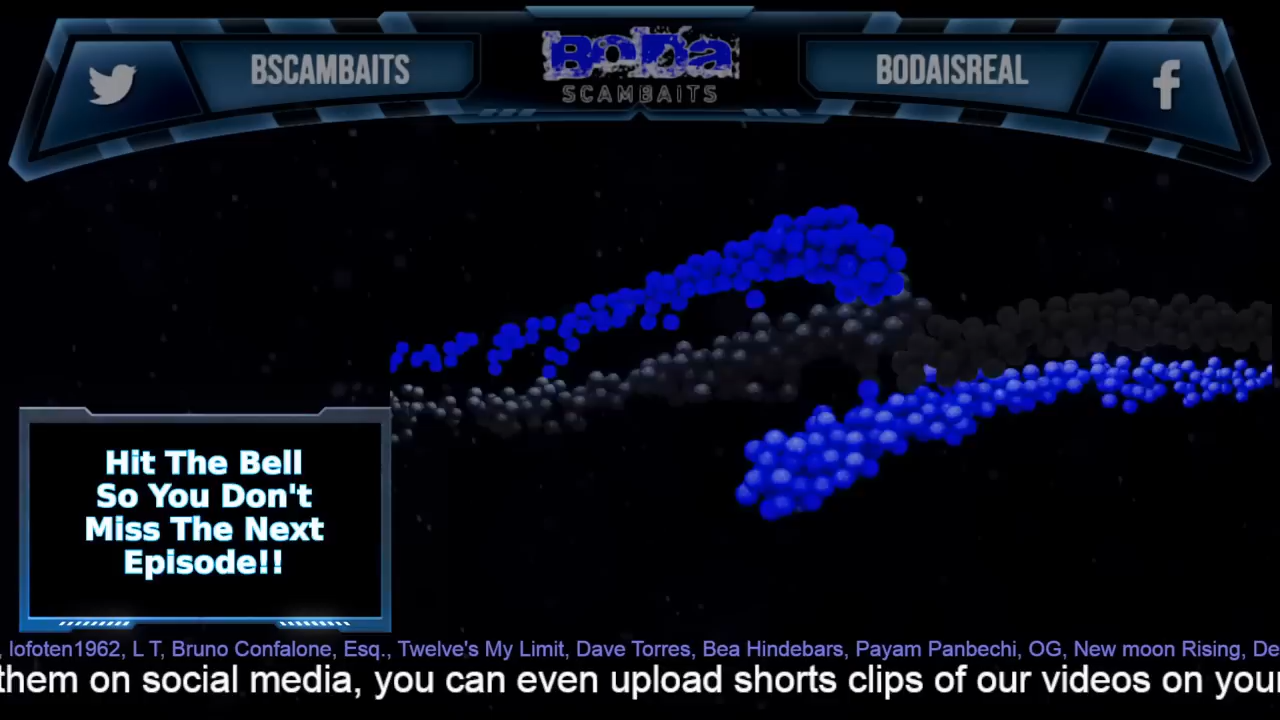 BSCAMBAITS
BoDa
SCAMBAITS
BODAISREAL
Hit The Bell
So You Don't
Miss The Next
Episode!!
, lofoten1962, L T, Bruno Confalone, Esq., Twelve's My Limit, Dave Torres, Bea Hindebars, Payam Panbechi, OG, New moon Rising, De
them on social media, you can even upload shorts clips of our videos on your